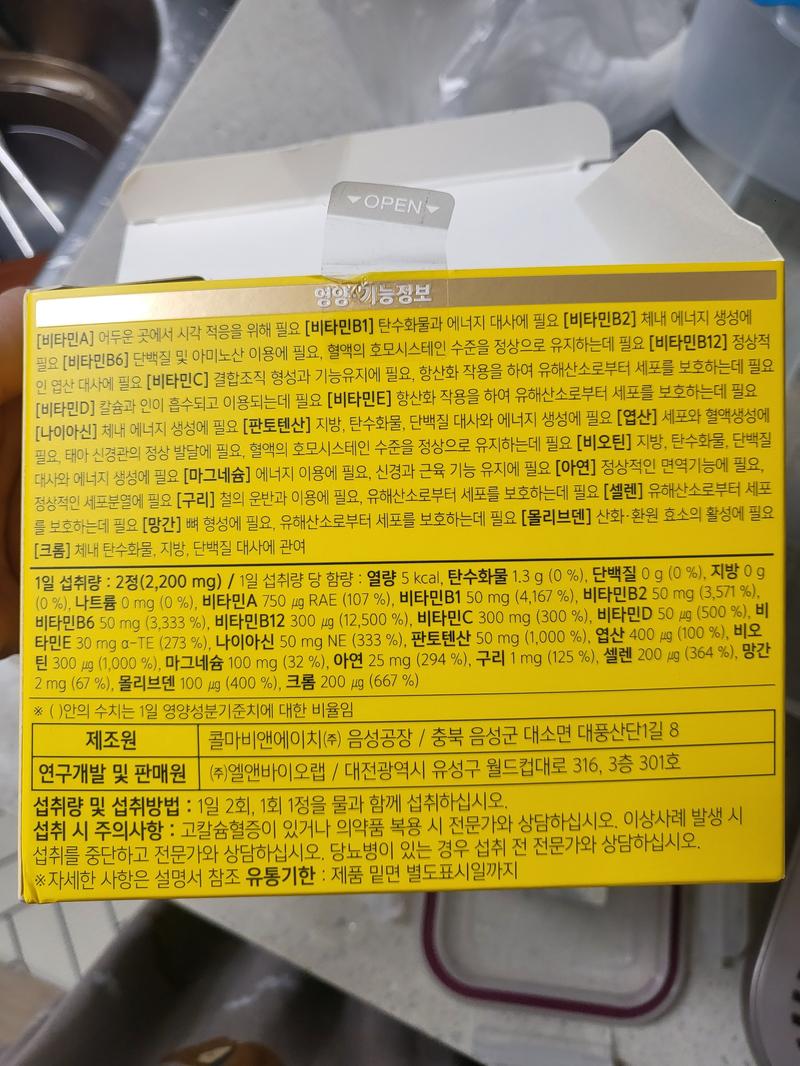 OPEN
영양·기능정보
[비타민A] 어두운 곳에서 시각 적응을 위해 필요 [비타민B1] 탄수화물과 에너지 대사에 필요 [비타민B2] 체내 에너지 생성에
필요 [비타민B6] 단백질 및 아미노산 이용에 필요, 혈액의 호모시스테인 수준을 정상으로 유지하는데 필요 [비타민B12] 정상적
인 엽산 대사에 필요 [비타민C] 결합조직 형성과 기능유지에 필요, 항산화 작용을 하여 유해산소로부터 세포를 보호하는데 필요
[비타민D] 칼슘과 인이 흡수되고 이용되는데 필요 [비타민E] 항산화 작용을 하여 유해산소로부터 세포를 보호하는데 필요
[나이아신] 체내 에너지 생성에 필요 [판토텐산] 지방, 탄수화물, 단백질 대사와 에너지 생성에 필요 [엽산] 세포와 혈액생성에
필요, 태아 신경관의 정상 발달에 필요, 혈액의 호모시스테인 수준을 정상으로 유지하는데 필요 [비오틴] 지방, 탄수화물, 단백질
대사와 에너지 생성에 필요 [마그네슘] 에너지 이용에 필요, 신경과 근육 기능 유지에 필요 [아연] 정상적인 면역기능에 필요,
정상적인 세포분열에 필요 [구리] 철의 운반과 이용에 필요, 유해산소로부터 세포를 보호하는데 필요 [셀렌] 유해산소로부터 세포
를 보호하는데 필요 [망간] 뼈 형성에 필요, 유해산소로부터 세포를 보호하는데 필요 [몰리브덴] 산화·환원 효소의 활성에 필요
[크롬] 체내 탄수화물, 지방, 단백질 대사에 관여
1일 섭취량 : 2정(2,200 mg) / 1일 섭취량 당 함량 : 열량 5 kcal, 탄수화물 1.3 g (0 %), 단백질 0 g (0 %), 지방 0 g
(0 %), 나트륨 0 mg (0 %), 비타민A 750 μg RAE (107 %), 비타민B1 50 mg (4,167 %), 비타민B2 50 mg (3,571 %),
비타민B6 50 mg (3,333 %), 비타민B12 300 μg (12,500 %), 비타민C 300 mg (300 %), 비타민D 50 μg (500 %), 비
타민E 30 mg α-TE (273 %), 나이아신 50 mg NE (333 %), 판토텐산 50 mg (1,000 %), 엽산 400 μg (100 %), 비오
틴 300 μg (1,000 %), 마그네슘 100 mg (32 %), 아연 25 mg (294 %), 구리 1 mg (125 %), 셀렌 200 μg (364 %), 망간
2 mg (67 %), 몰리브덴 100 μg (400 %), 크롬 200 μg (667 %)
※ ( )안의 수치는 1일 영양성분기준치에 대한 비율임
제조원 콜마비앤에이치㈜ 음성공장 / 충북 음성군 대소면 대풍산단1길 8
연구개발 및 판매원 ㈜엘앤바이오랩 / 대전광역시 유성구 월드컵대로 316, 3층 301호
섭취량 및 섭취방법 : 1일 2회, 1회 1정을 물과 함께 섭취하십시오.
섭취 시 주의사항 : 고칼슘혈증이 있거나 의약품 복용 시 전문가와 상담하십시오. 이상사례 발생 시
섭취를 중단하고 전문가와 상담하십시오. 당뇨병이 있는 경우 섭취 전 전문가와 상담하십시오.
※자세한 사항은 설명서 참조 유통기한 : 제품 밑면 별도표시일까지